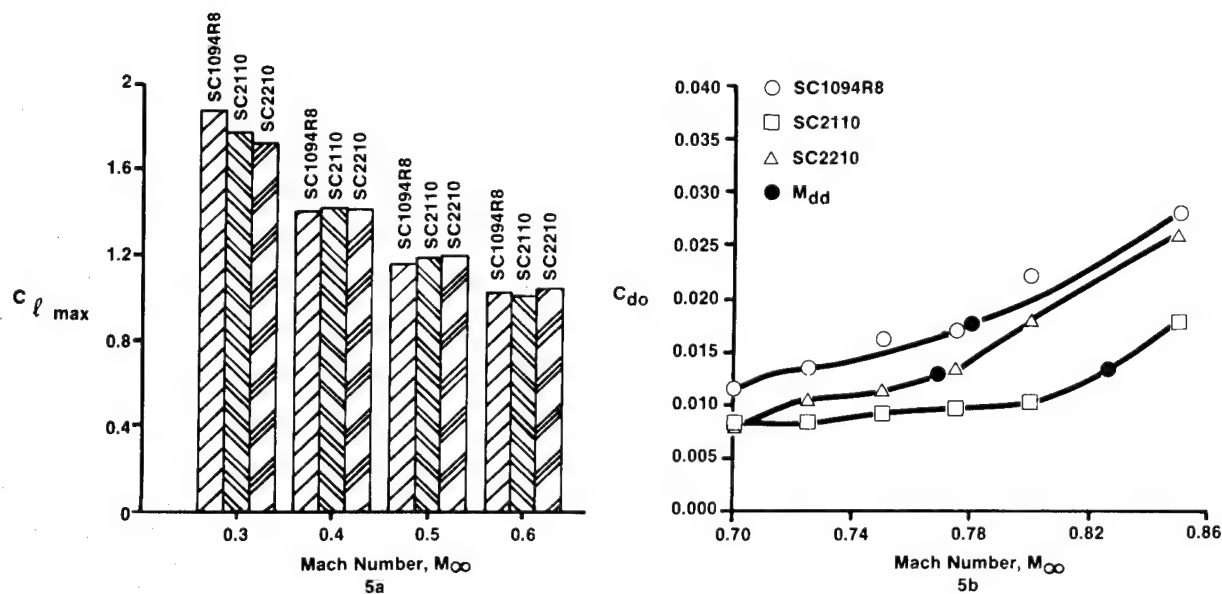 2
1.6
1.2
0.8
0.4
0
C ℓ max
SC1094R8
SC2110
SC2210
SC1094R8
SC2110
SC2210
SC1094R8
SC2110
SC2210
SC1094R8
SC2110
SC2210
0.3 0.4 0.5 0.6
Mach Number, M∞
5a
0.040
0.035
0.030
0.025
0.020
0.015
0.010
0.005
0.000
Cdo
SC1094R8
SC2110
SC2210
Mdd
0.70 0.74 0.78 0.82 0.86
Mach Number, M∞
5b